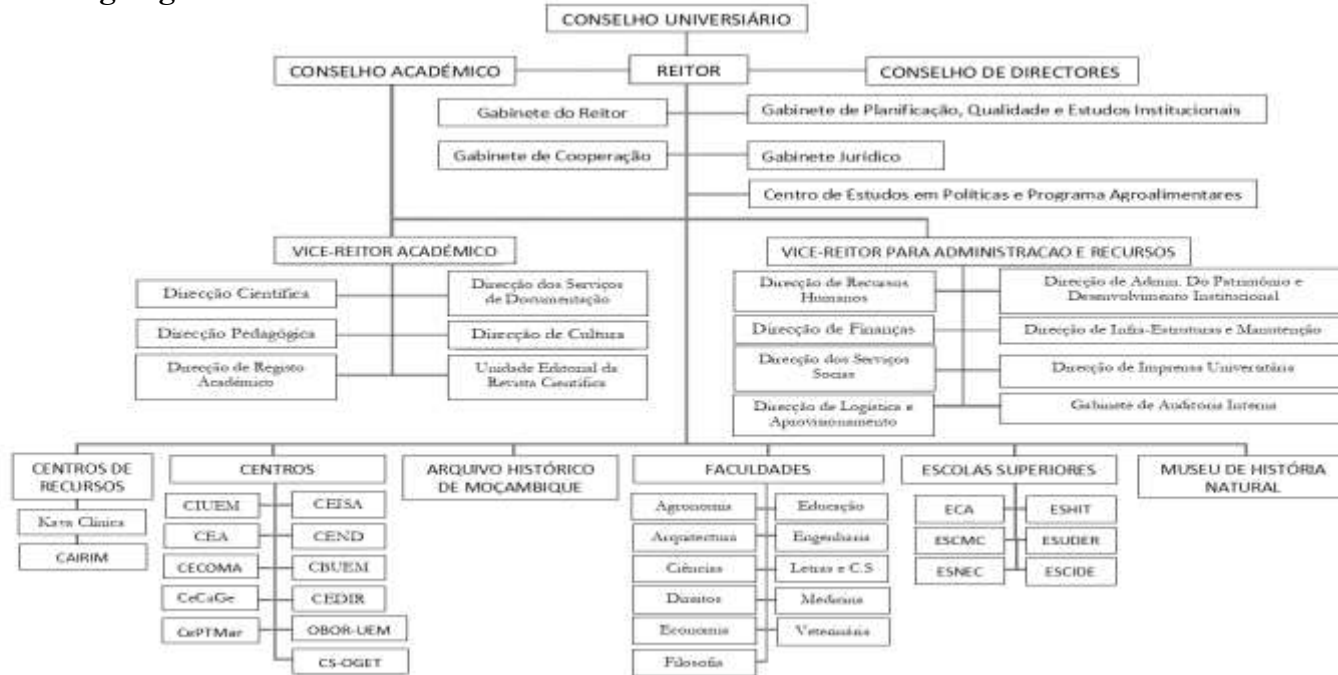 CONSELHO UNIVERSIÁRIO
CONSELHO ACADÉMICO
REITOR
CONSELHO DE DIRECTORES
Gabinete do Reitor
Gabinete de Planificação, Qualidade e Estudos Institucionais
Gabinete de Cooperação
Gabinete Jurídico
Centro de Estudos em Políticas e Programa Agroalimentares
VICE-REITOR ACADÉMICO
VICE-REITOR PARA ADMINISTRACAO E RECURSOS
Direcção Científica
Direcção dos Serviços
de Documentação
Direcção Pedagógica
Direcção de Cultura
Direcção de Registo
Académico
Unidade Editorial da
Revista Científica
Direcção de Recursos
Humanos
Direcção de Admin. Do Património e
Desenvolvimento Institucional
Direcção de Finanças
Direcção de Infra-Estruturas e Manutenção
Direcção dos Serviços
Sociais
Direcção de Imprensa Universitária
Direcção de Logística e
Aprovisionamento
Gabinete de Auditoria Interna
CENTROS DE
RECURSOS
Kaya Clínica
CAIRIM
CENTROS
CIUEM
CEISA
CEA
CEND
CECOMA
CBUEM
CeCaGe
CEDIR
CePTMar
OBOR-UEM
CS-OGET
ARQUIVO HISTÓRICO
DE MOÇAMBIQUE
FACULDADES
Agronomia
Educação
Arquitectura
Engenharia
Ciências
Letras e C.S
Direitos
Medicina
Economia
Veterinária
Filosofia
ESCOLAS SUPERIORES
ECA
ESHIT
ESCMC
ESUDER
ESNEC
ESCIDE
MUSEU DE HISTÓRIA
NATURAL